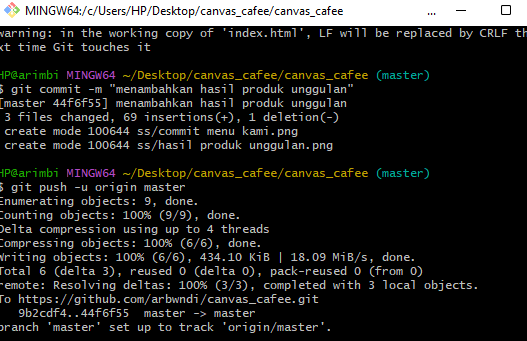 MINGW64:/c/Users/HP/Desktop/canvas_cafee/canvas_cafee
warning: in the working copy of 'index.html', LF will be replaced by CRLF th
xt time Git touches it
HP@arimbi MINGW64 ~/Desktop/canvas_cafee/canvas_cafee (master)
$ git commit -m "menambahkan hasil produk unggulan"
[master 44f6f55] menambahkan hasil produk unggulan
3 files changed, 69 insertions(+), 1 deletion(-)
create mode 100644 ss/commit menu kami.png
create mode 100644 ss/hasil produk unggulan.png
HP@arimbi MINGW64 ~/Desktop/canvas_cafee/canvas_cafee (master)
$ git push -u origin master
Enumerating objects: 9, done.
Counting objects: 100% (9/9), done.
Delta compression using up to 4 threads
Compressing objects: 100% (6/6), done.
Writing objects: 100% (6/6), 434.10 KiB | 18.09 MiB/s, done.
Total 6 (delta 3), reused 0 (delta 0), pack-reused 0 (from 0)
remote: Resolving deltas: 100% (3/3), completed with 3 local objects.
To https://github.com/arbwndi/canvas_cafee.git
9b2cdf4..44f6f55  master -> master
branch 'master' set up to track 'origin/master'.